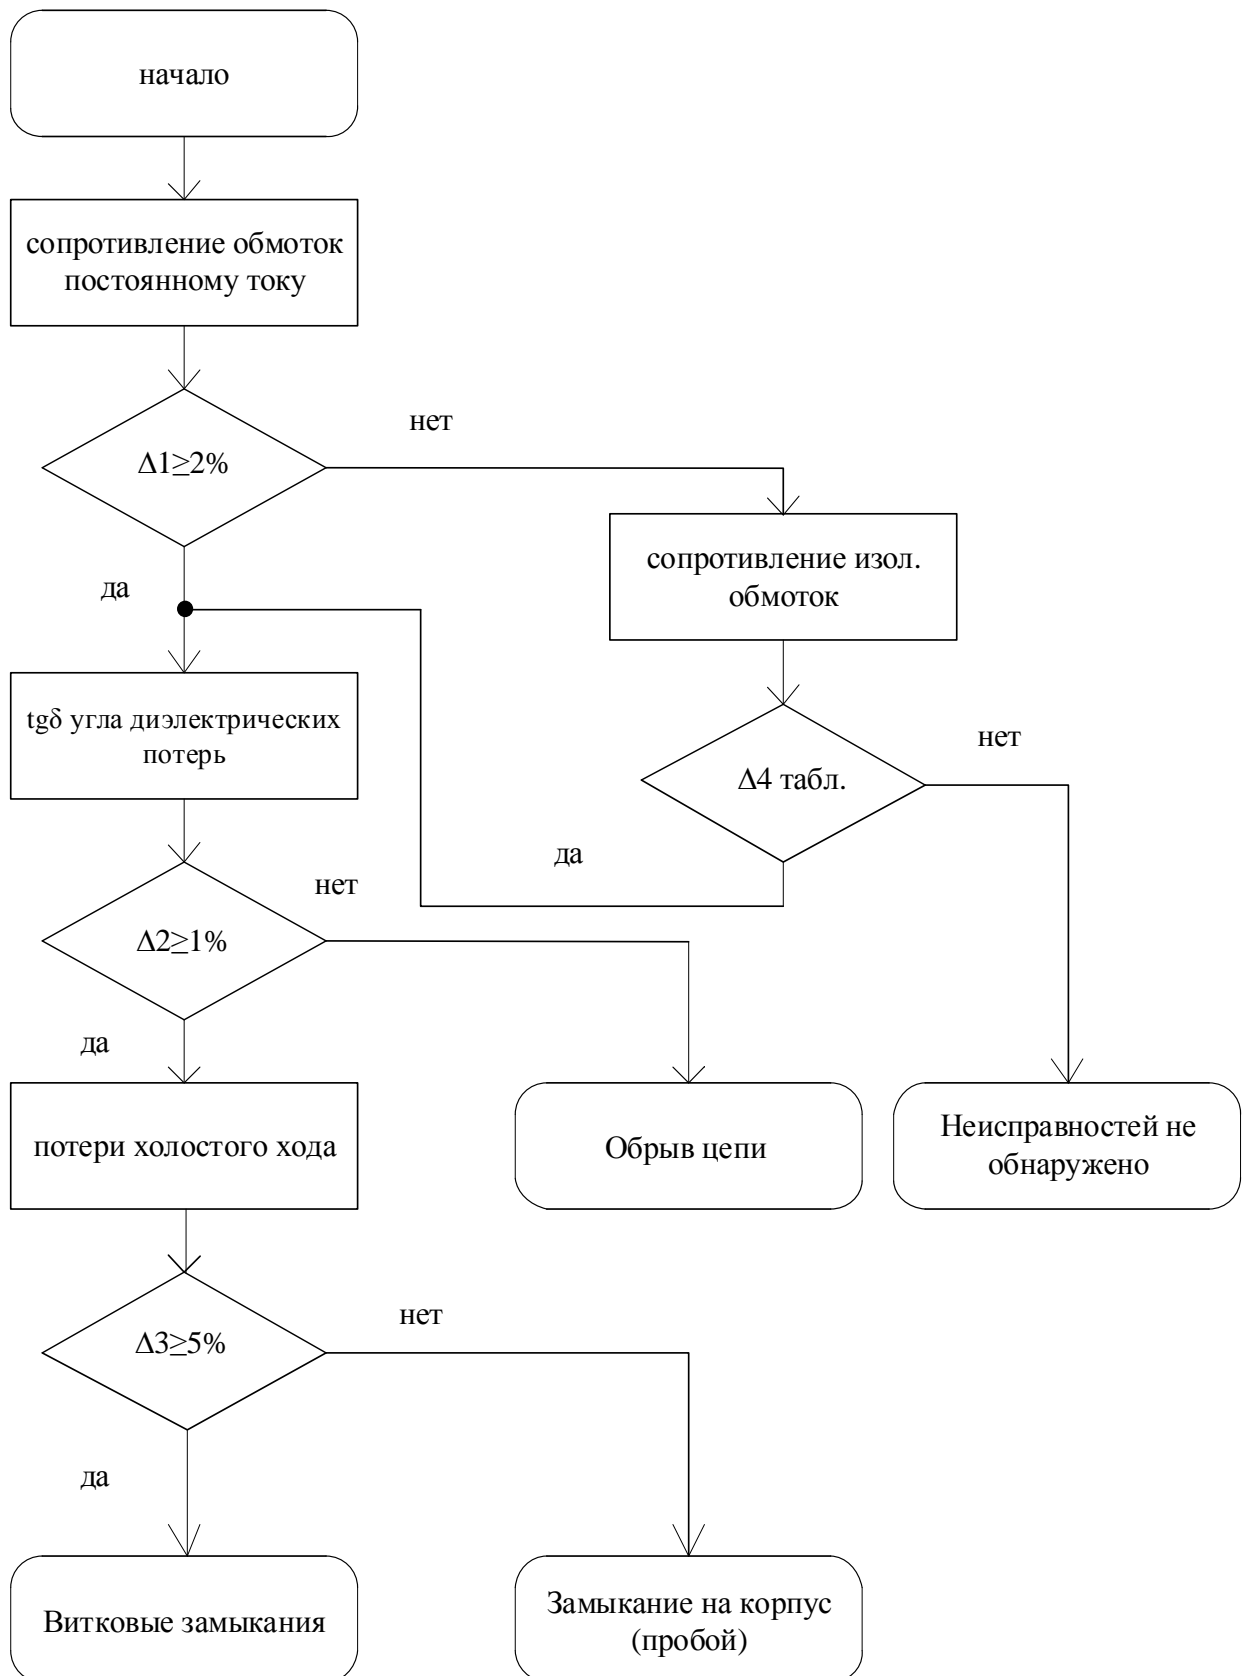 начало
сопротивление обмоток
постоянному току
нет
Δ1≥2%
сопротивление изол.
обмоток
да
tgδ угла диэлектрических
потерь
нет
Δ4 табл.
да
нет
Δ2≥1%
да
потери холостого хода
Обрыв цепи
Неисправностей не
обнаружено
нет
Δ3≥5%
да
Витковые замыкания
Замыкание на корпус
(пробой)